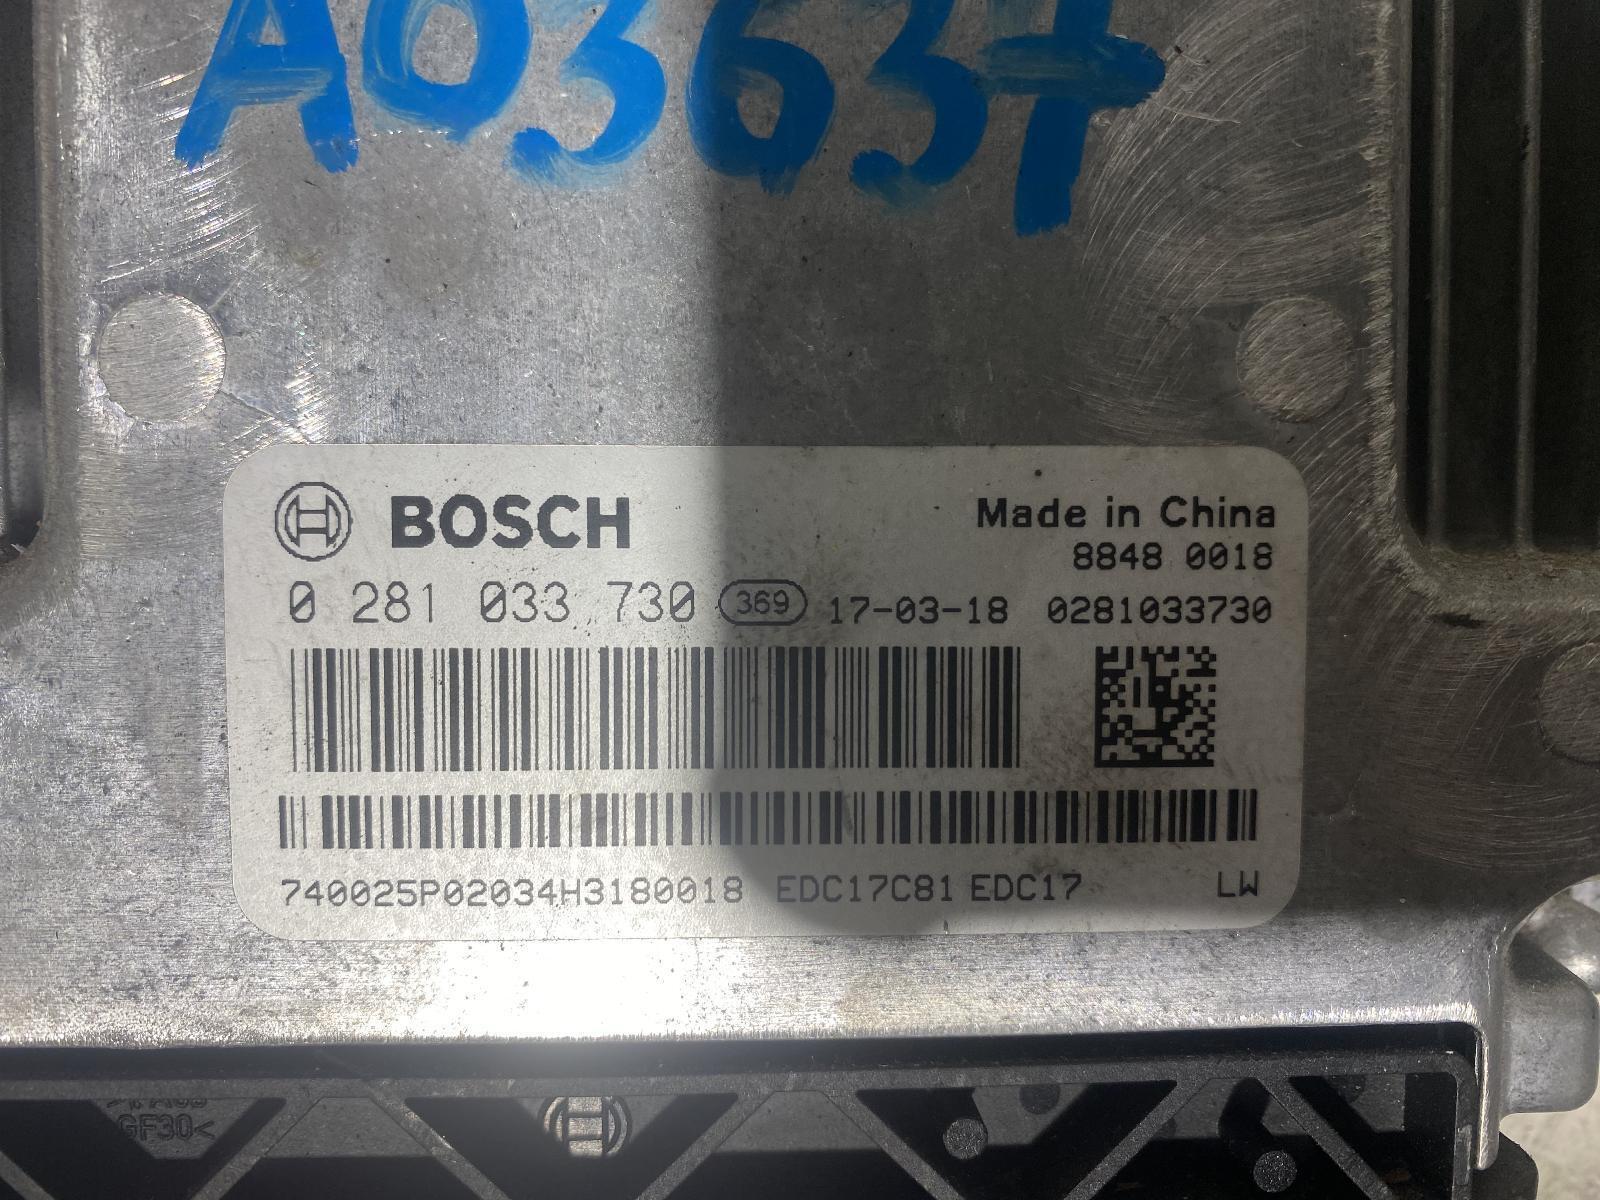 A03637
BOSCH
Made in China
8848 0018
0 281 033 730 369 17-03-18 0281033730
740025P02034H3180018 EDC17C81 EDC17 LW
GF30<